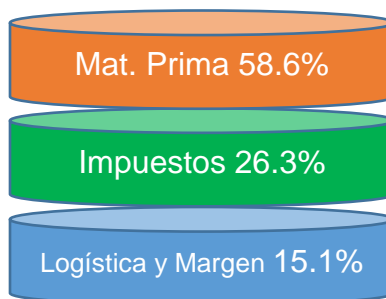 Mat. Prima 58.6%
Impuestos 26.3%
Logística y Margen 15.1%